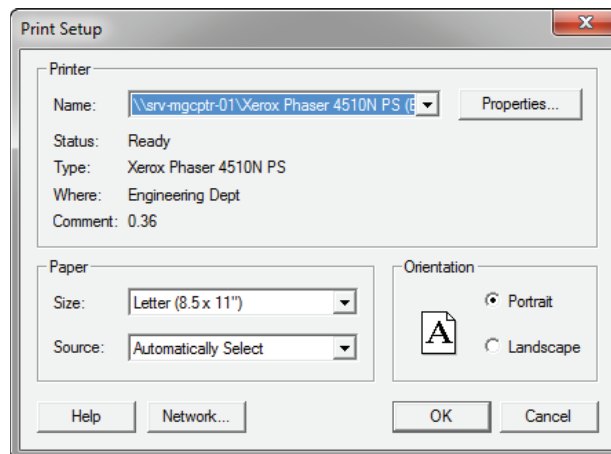 Print Setup
Printer
Name: \\srv-mgcptr-01\Xerox Phaser 4510N PS (E Properties...
Status: Ready
Type: Xerox Phaser 4510N PS
Where: Engineering Dept
Comment: 0.36
Paper Orientation
Size: Letter (8.5 x 11") Portrait
A
Source: Automatically Select Landscape
Help Network... OK Cancel